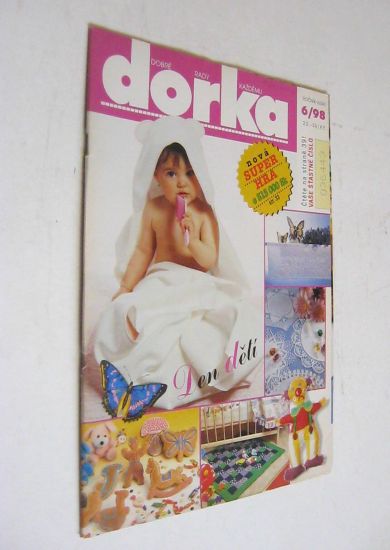 dorka
DOBRÉ RADY KAŽDÉMU
6/98
nová
SUPER
HRA
Čtěte na straně 39!
VAŠE ŠŤASTNÉ ČÍSLO
Den dětí